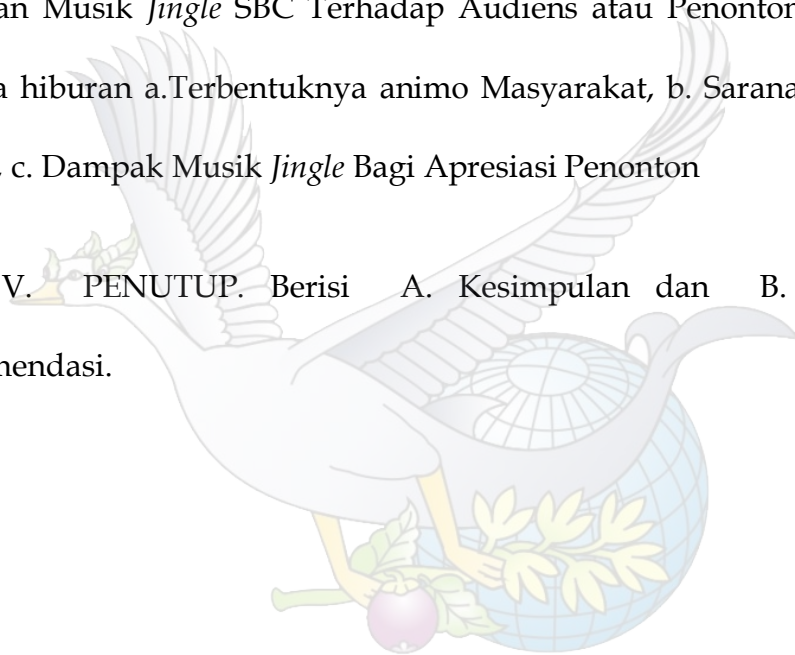 an Musik Jingle SBC Terhadap Audiens atau Penonton
a hiburan a.Terbentuknya animo Masyarakat, b. Sarana
c. Dampak Musik Jingle Bagi Apresiasi Penonton
V. PENUTUP. Berisi A. Kesimpulan dan B.
nendasi.